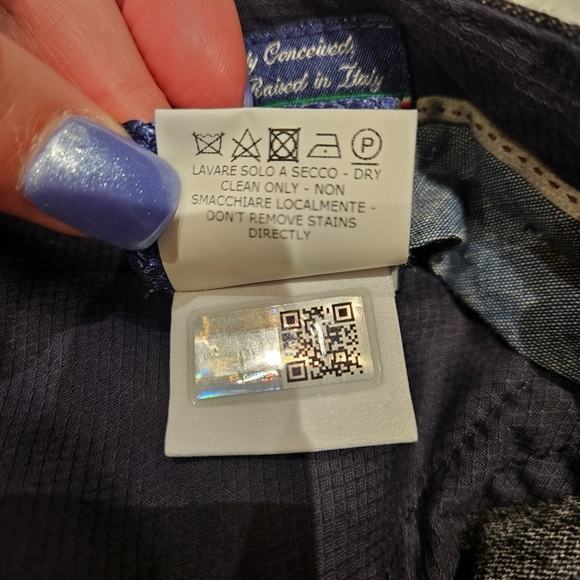 Conceived,
Raised in Italy
P
LAVARE SOLO A SECCO - DRY
CLEAN ONLY - NON
SMACCHIARE LOCALMENTE -
DON'T REMOVE STAINS
DIRECTLY